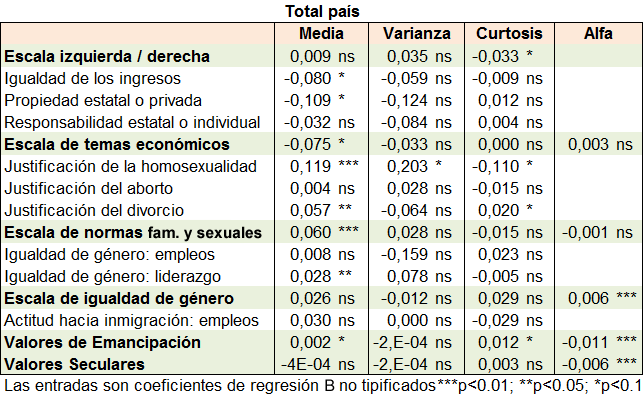 Total país
Media Varianza Curtosis Alfa
Escala izquierda / derecha 0,009 ns 0,035 ns -0,033 *
Igualdad de los ingresos -0,080 * -0,059 ns -0,009 ns
Propiedad estatal o privada -0,109 * -0,124 ns 0,012 ns
Responsabilidad estatal o individual -0,032 ns -0,084 ns 0,004 ns
Escala de temas económicos -0,075 * -0,033 ns 0,000 ns 0,003 ns
Justificación de la homosexualidad 0,119 *** 0,203 * -0,110 *
Justificación del aborto 0,004 ns 0,028 ns -0,015 ns
Justificación del divorcio 0,057 ** -0,064 ns 0,020 *
Escala de normas fam. y sexuales 0,060 *** 0,028 ns -0,015 ns -0,001 ns
Igualdad de género: empleos 0,008 ns -0,159 ns 0,023 ns
Igualdad de género: liderazgo 0,028 ** 0,078 ns -0,005 ns
Escala de igualdad de género 0,026 ns -0,012 ns 0,029 ns 0,006 ***
Actitud hacia inmigración: empleos 0,030 ns 0,000 ns -0,029 ns
Valores de Emancipación 0,002 * -2,E-04 ns 0,012 * -0,011 ***
Valores Seculares -4E-04 ns -2,E-04 ns 0,003 ns -0,006 ***
Las entradas son coeficientes de regresión B no tipificados***p<0.01; **p<0.05; *p<0.1